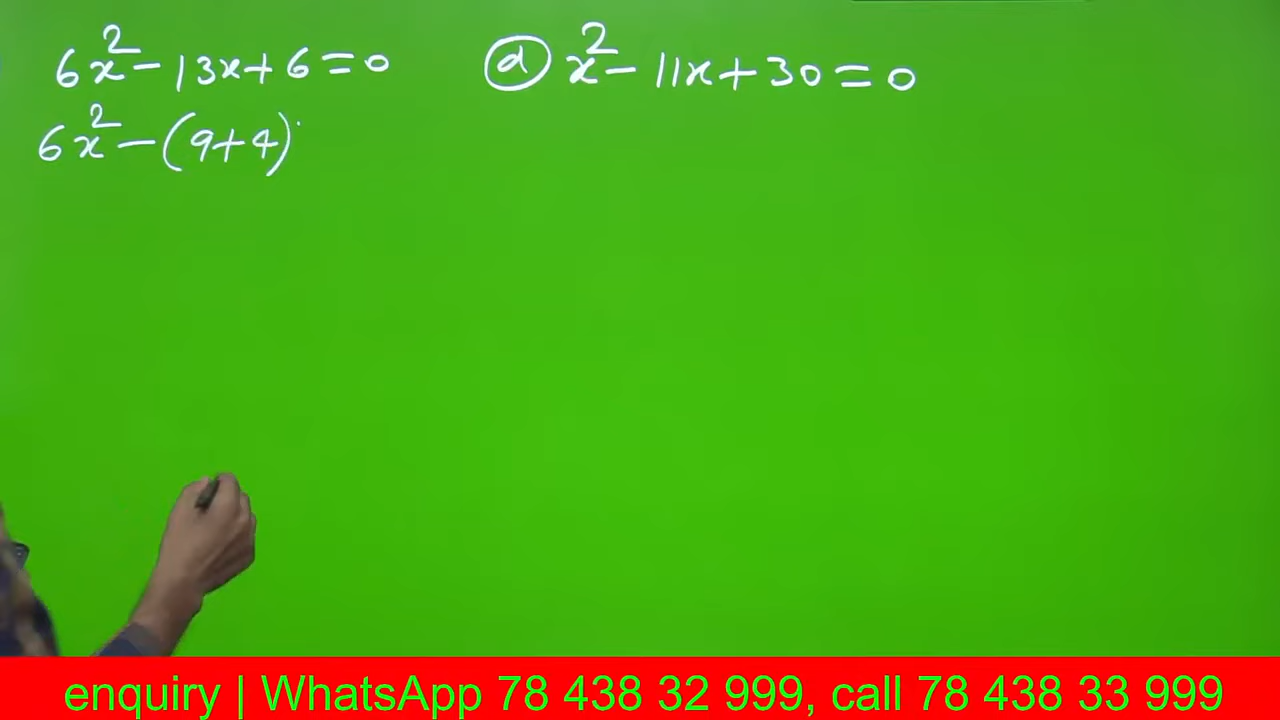 6x² - 13x + 6 = 0
6x² - (9+4)
d x² - 11x + 30 = 0
enquiry | WhatsApp 78 438 32 999, call 78 438 33 999